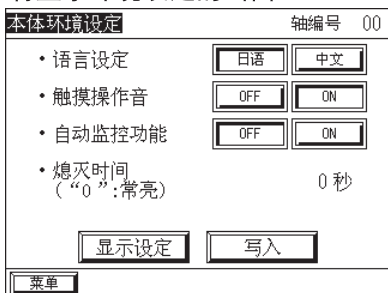 本体环境设定 轴编号 00
・语言设定 日语 中文
・触摸操作音 OFF ON
・自动监控功能 OFF ON
・熄灭时间 0 秒
(“0”:常亮)
显示设定 写入
菜单